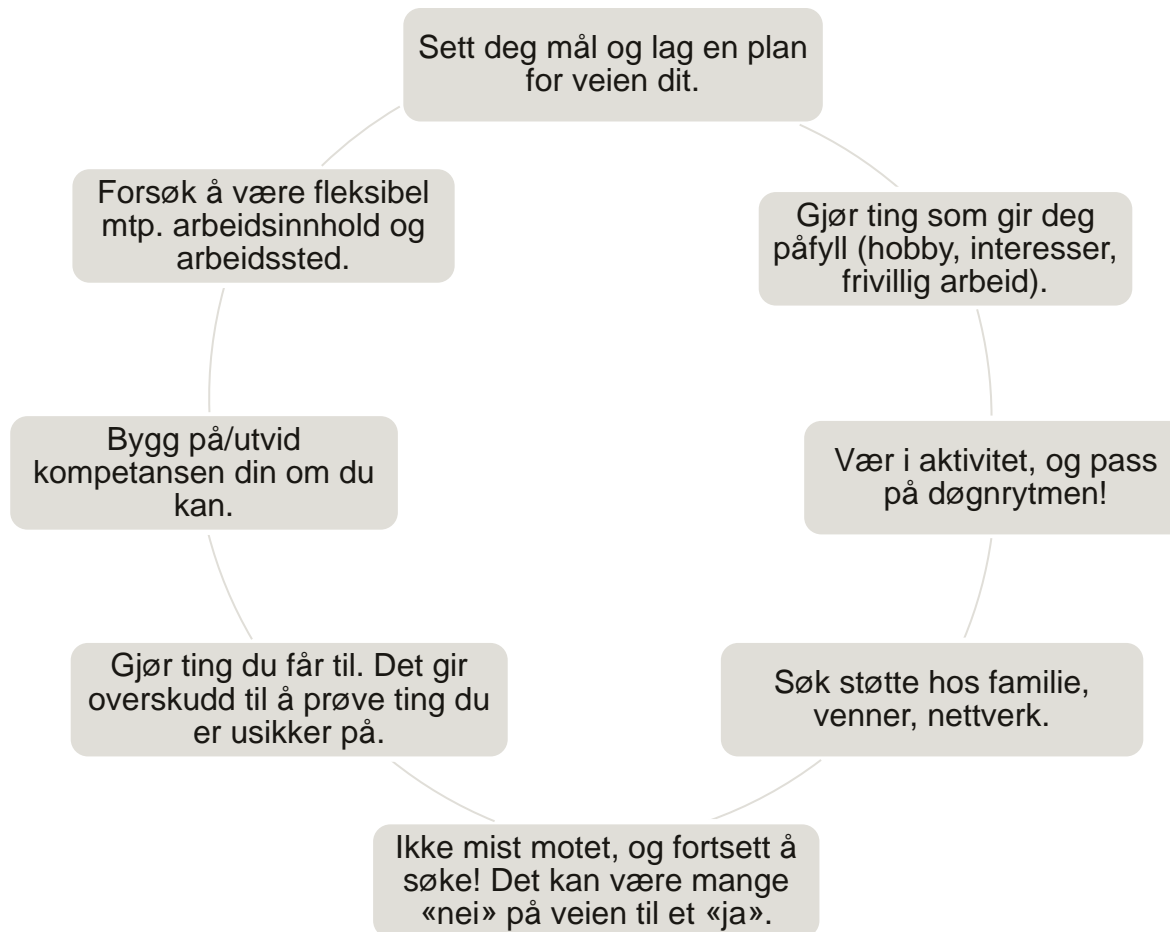 Sett deg mål og lag en plan
for veien dit.
Gjør ting som gir deg
påfyll (hobby, interesser,
frivillig arbeid).
Vær i aktivitet, og pass
på døgnrytmen!
Søk støtte hos familie,
venner, nettverk.
Ikke mist motet, og fortsett å
søke! Det kan være mange
«nei» på veien til et «ja».
Gjør ting du får til. Det gir
overskudd til å prøve ting du
er usikker på.
Bygg på/utvid
kompetansen din om du
kan.
Forsøk å være fleksibel
mtp. arbeidsinnhold og
arbeidssted.